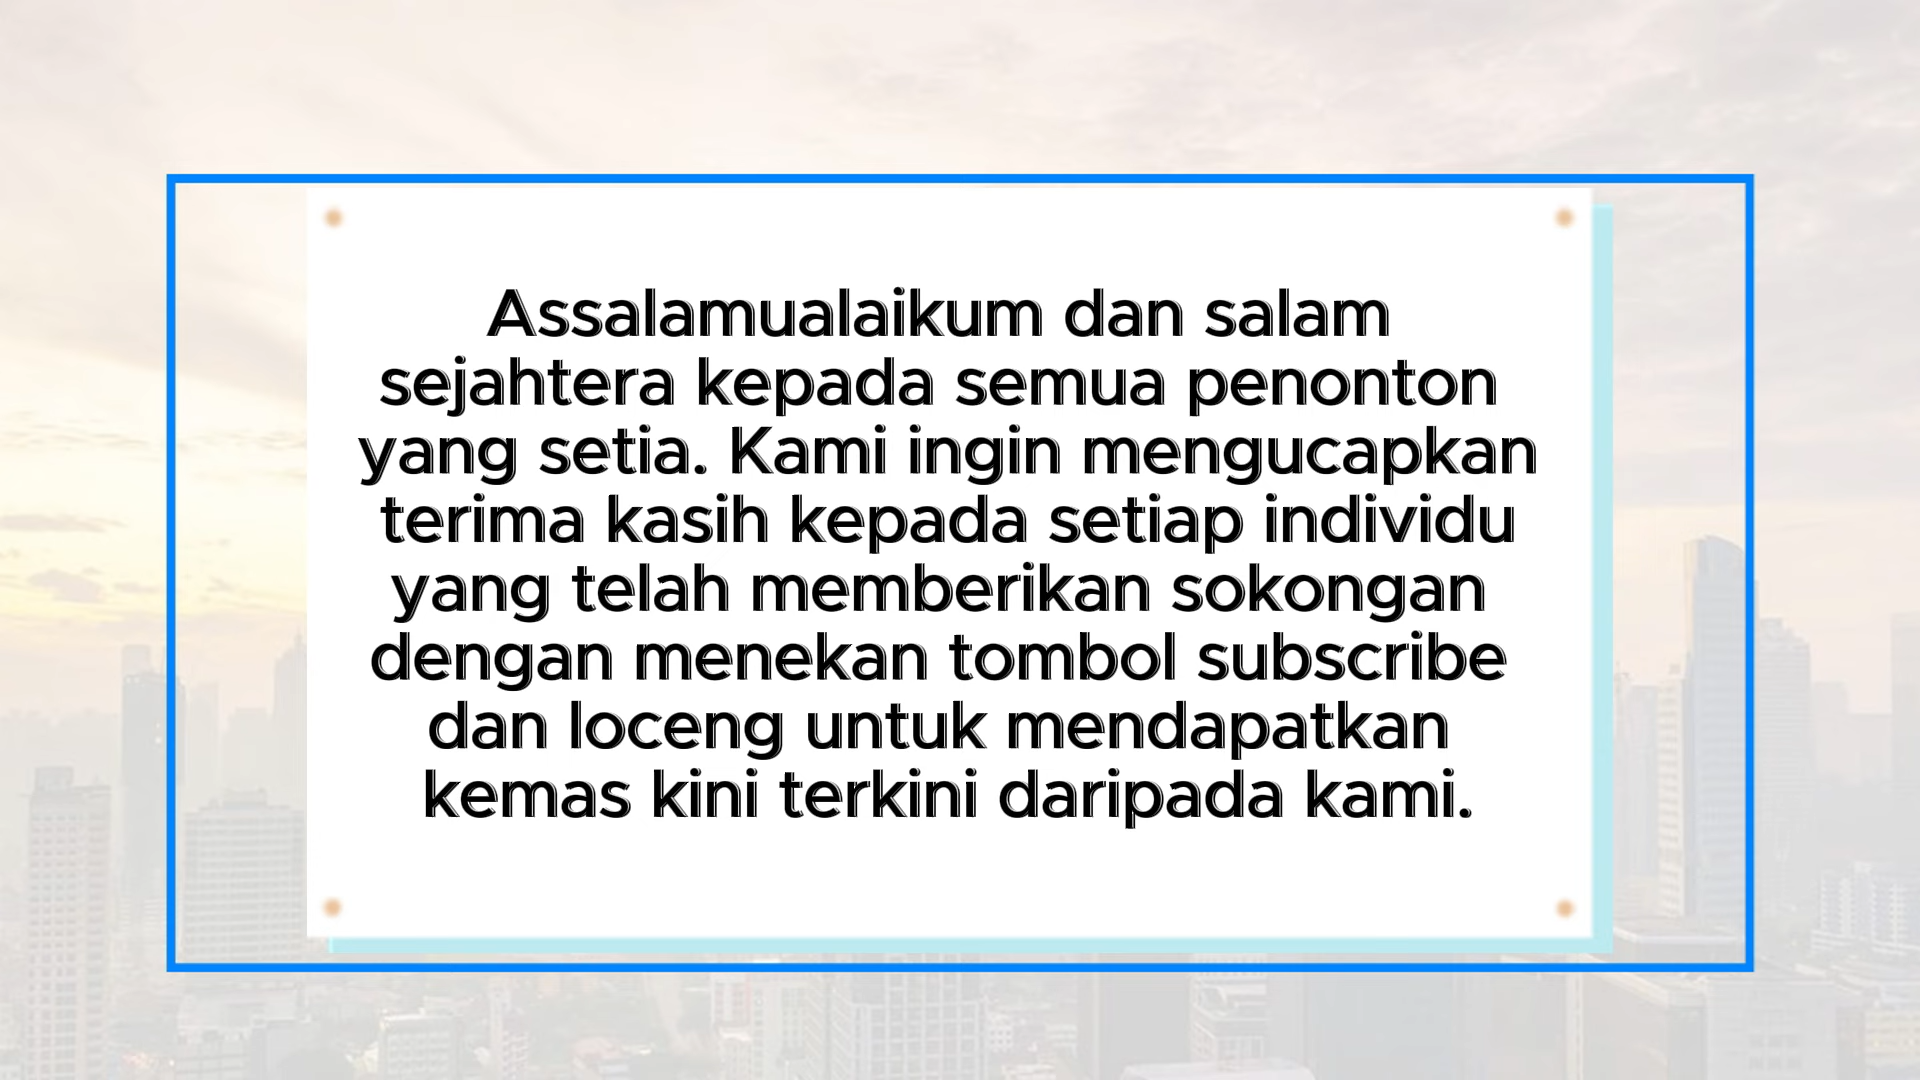 Assalamualaikum dan salam
sejahtera kepada semua penonton
yang setia. Kami ingin mengucapkan
terima kasih kepada setiap individu
yang telah memberikan sokongan
dengan menekan tombol subscribe
dan loceng untuk mendapatkan
kemas kini terkini daripada kami.